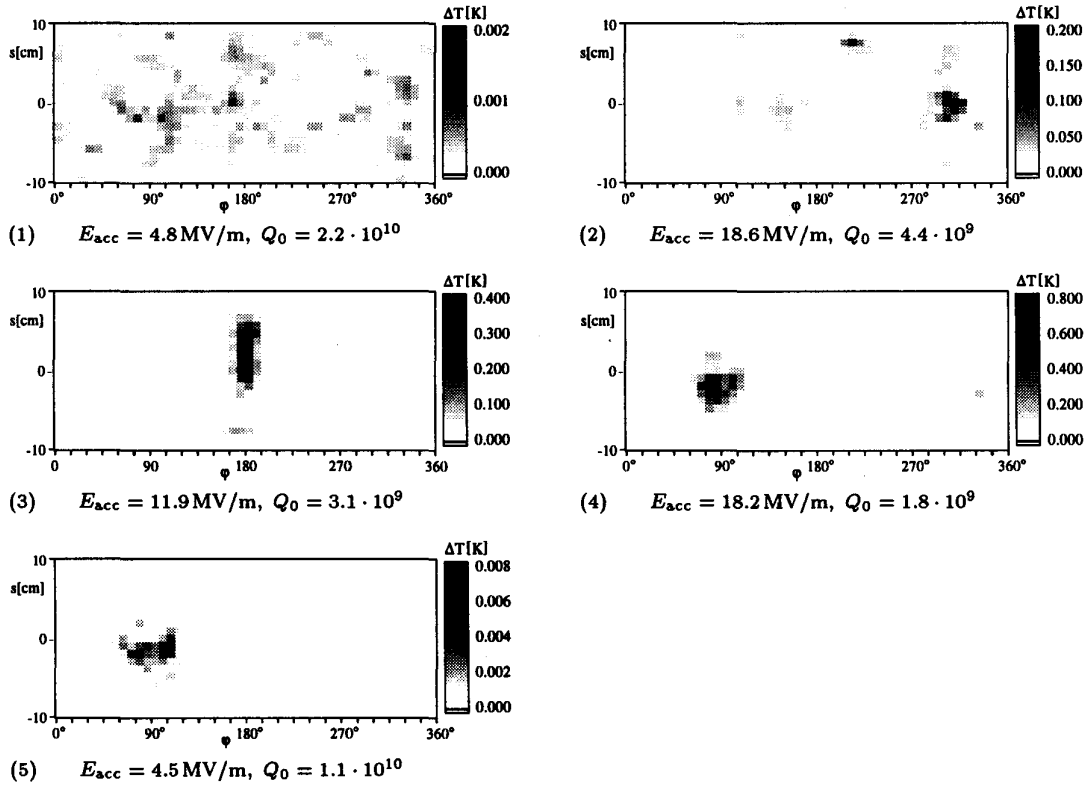 ΔT[K]
10
s[cm]
0
-10
0.002
0.001
0.000
0° 90° 180° 270° 360°
φ
(1) E_acc = 4.8 MV/m, Q_0 = 2.2 · 10^10
ΔT[K]
10
s[cm]
0
-10
0.200
0.150
0.100
0.050
0.000
0° 90° 180° 270° 360°
φ
(2) E_acc = 18.6 MV/m, Q_0 = 4.4 · 10^9
ΔT[K]
10
s[cm]
0
-10
0.400
0.300
0.200
0.100
0.000
0 90° 180° 270° 360
φ
(3) E_acc = 11.9 MV/m, Q_0 = 3.1 · 10^9
ΔT[K]
10
s[cm]
0
-10
0.800
0.600
0.400
0.200
0.000
0° 90° 180° 270° 360°
φ
(4) E_acc = 18.2 MV/m, Q_0 = 1.8 · 10^9
ΔT[K]
10
s[cm]
0
-10
0.008
0.006
0.004
0.002
0.000
0° 90° 180° 270° 360°
φ
(5) E_acc = 4.5 MV/m, Q_0 = 1.1 · 10^10